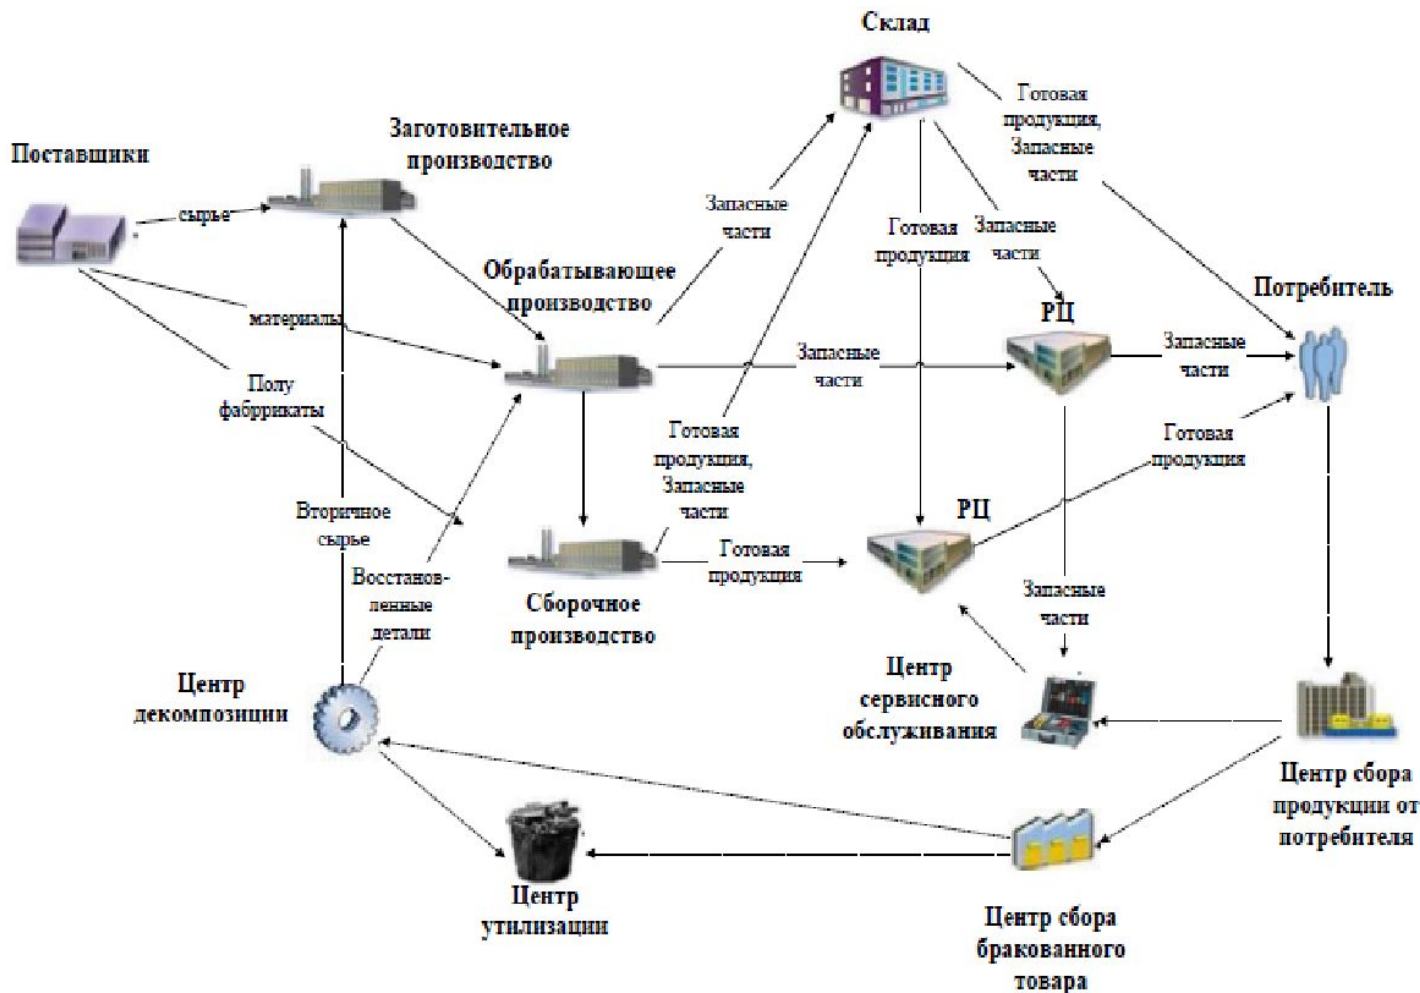 Склад
Готовая
продукция,
Запасные
части
Заготовительное
производство
Поставшики
сырье
Запасные
части
Готовая
продукция
Запасные
части
Обрабатывающее
производство
Потребитель
РЦ
материалы
Запасные
части
Запасные
части
Полу
фабррикаты
Готовая
продукция,
Запасные
части
Готовая
продукция
Вторичное
сырье
РЦ
Готовая
продукция
Восстанов-
ленные
детали
Сборочное
производство
Запасные
части
Центр
декомпозиции
Центр
сервисного
обслуживания
Центр сбора
продукции от
потребителя
Центр
утилизации
Центр сбора
бракованного
товара